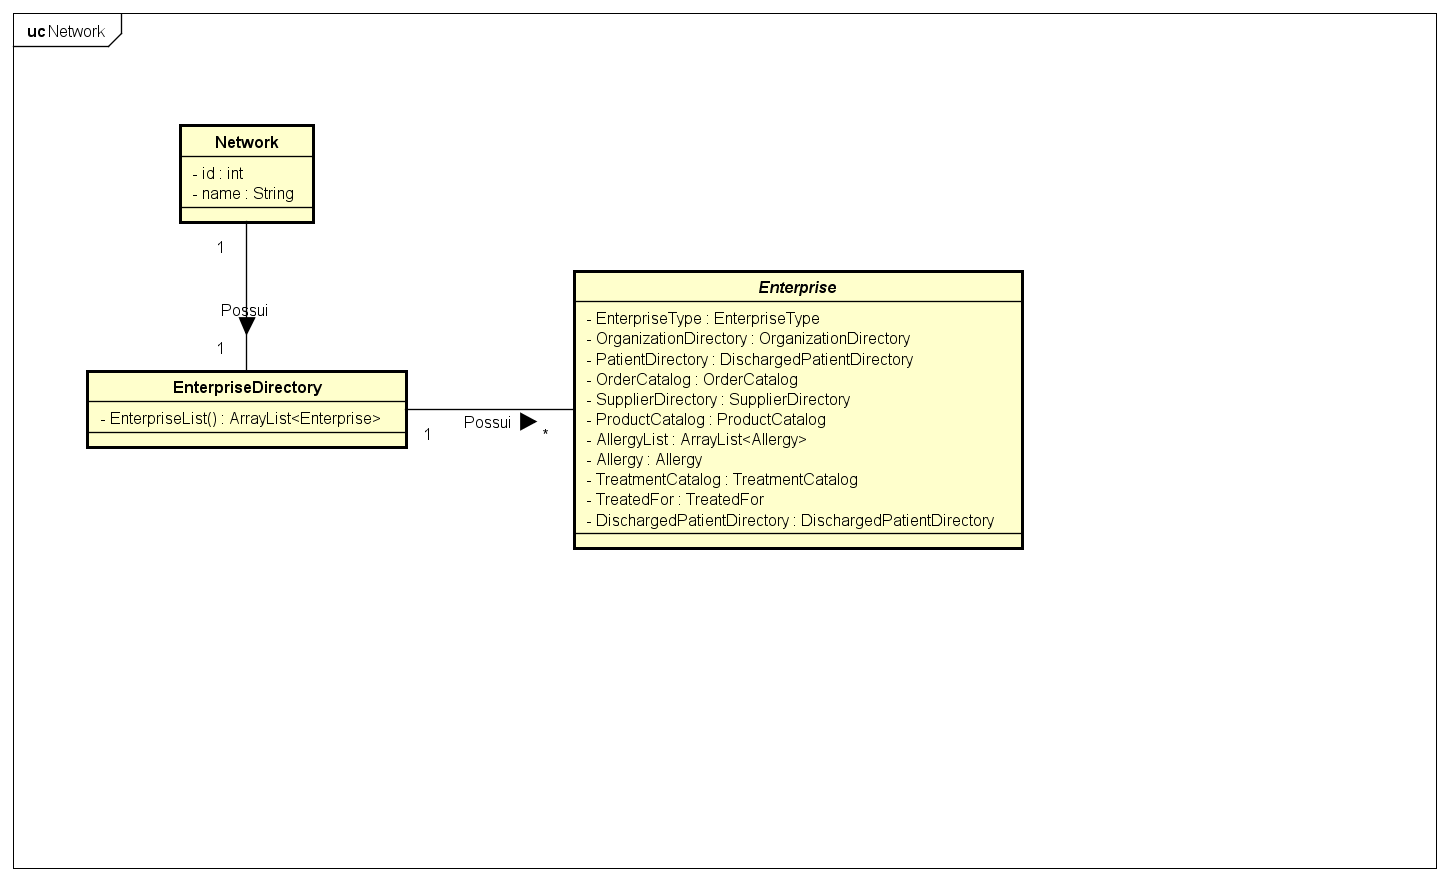 uc Network
Network
- id : int
- name : String
1
Possui
1
EnterpriseDirectory
- EnterpriseList() : ArrayList<Enterprise>
1
Possui
*
Enterprise
- EnterpriseType : EnterpriseType
- OrganizationDirectory : OrganizationDirectory
- PatientDirectory : DischargedPatientDirectory
- OrderCatalog : OrderCatalog
- SupplierDirectory : SupplierDirectory
- ProductCatalog : ProductCatalog
- AllergyList : ArrayList<Allergy>
- Allergy : Allergy
- TreatmentCatalog : TreatmentCatalog
- TreatedFor : TreatedFor
- DischargedPatientDirectory : DischargedPatientDirectory